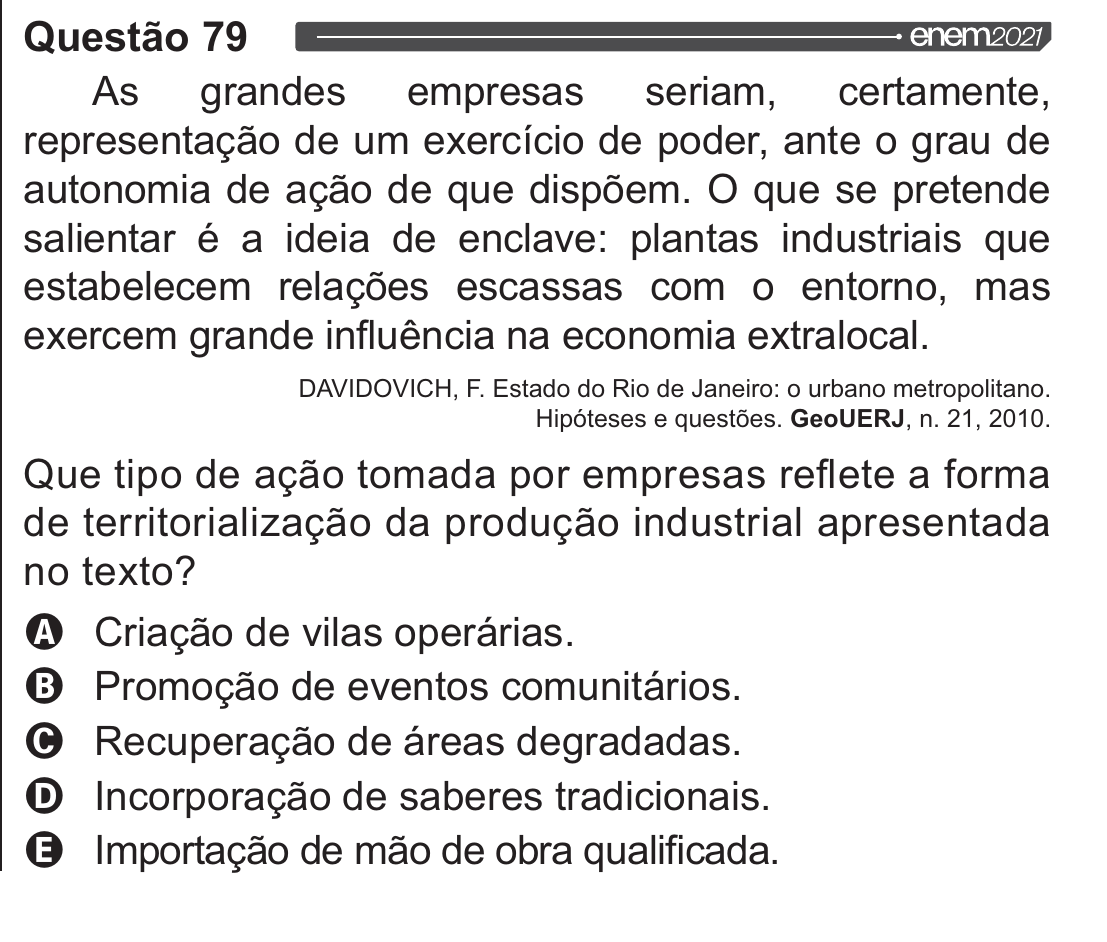 Questão 79
enem2021
As grandes empresas seriam, certamente,
representação de um exercício de poder, ante o grau de
autonomia de ação de que dispõem. O que se pretende
salientar é a ideia de enclave: plantas industriais que
estabelecem relações escassas com o entorno, mas
exercem grande influência na economia extralocal.
DAVIDOVICH, F. Estado do Rio de Janeiro: o urbano metropolitano.
Hipóteses e questões. GeoUERJ, n. 21, 2010.
Que tipo de ação tomada por empresas reflete a forma
de territorialização da produção industrial apresentada
no texto?
A Criação de vilas operárias.
B Promoção de eventos comunitários.
C Recuperação de áreas degradadas.
D Incorporação de saberes tradicionais.
E Importação de mão de obra qualificada.